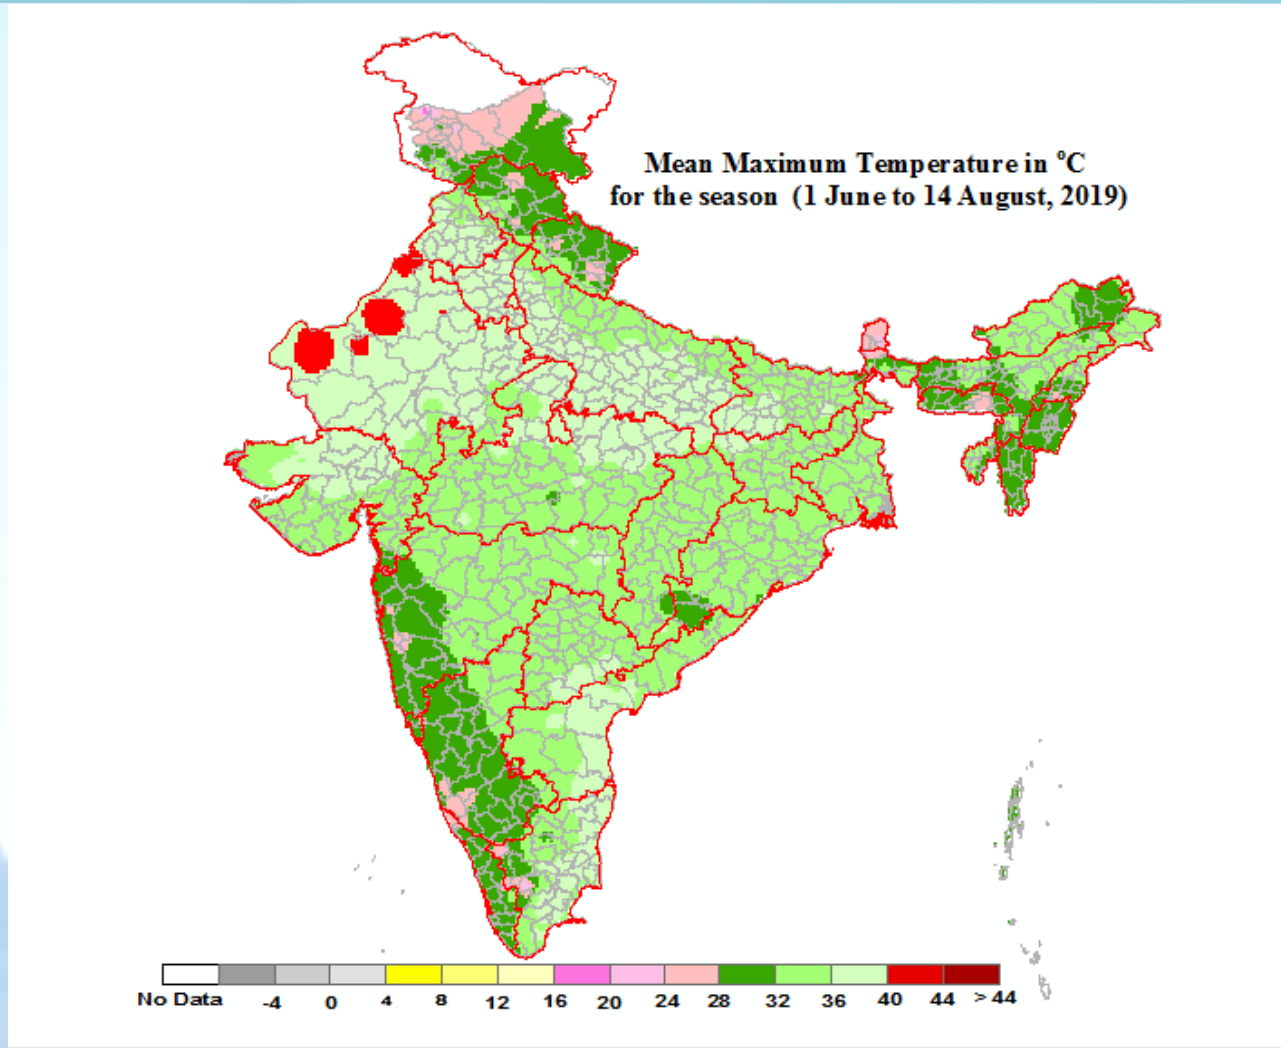 Mean Maximum Temperature in °C
for the season (1 June to 14 August, 2019)
No Data -4 0 4 8 12 16 20 24 28 32 36 40 44 > 44